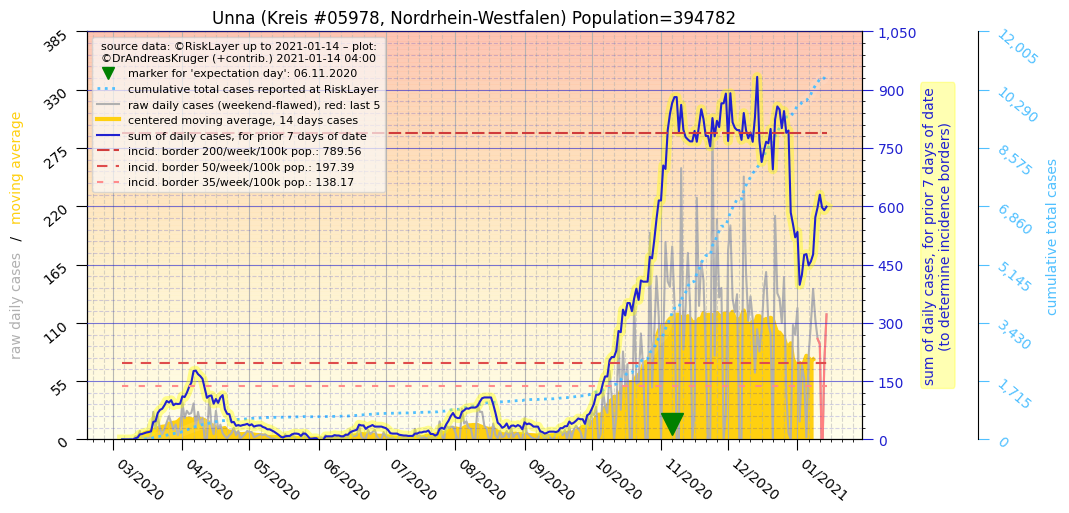 Unna (Kreis #05978, Nordrhein-Westfalen) Population=394782
source data: ©RiskLayer up to 2021-01-14 – plot:
©DrAndreasKruger (+contrib.) 2021-01-14 04:00
marker for 'expectation day': 06.11.2020
cumulative total cases reported at RiskLayer
raw daily cases (weekend-flawed), red: last 5
centered moving average, 14 days cases
sum of daily cases, for prior 7 days of date
incid. border 200/week/100k pop.: 789.56
incid. border 50/week/100k pop.: 197.39
incid. border 35/week/100k pop.: 138.17
raw daily cases / moving average
385
330
275
220
165
110
55
0
03/2020
04/2020
05/2020
06/2020
07/2020
08/2020
09/2020
10/2020
11/2020
12/2020
01/2021
1,050
900
750
600
450
300
150
0
sum of daily cases, for prior 7 days of date
(to determine incidence borders)
12,005
10,290
8,575
6,860
5,145
3,430
1,715
0
cumulative total cases